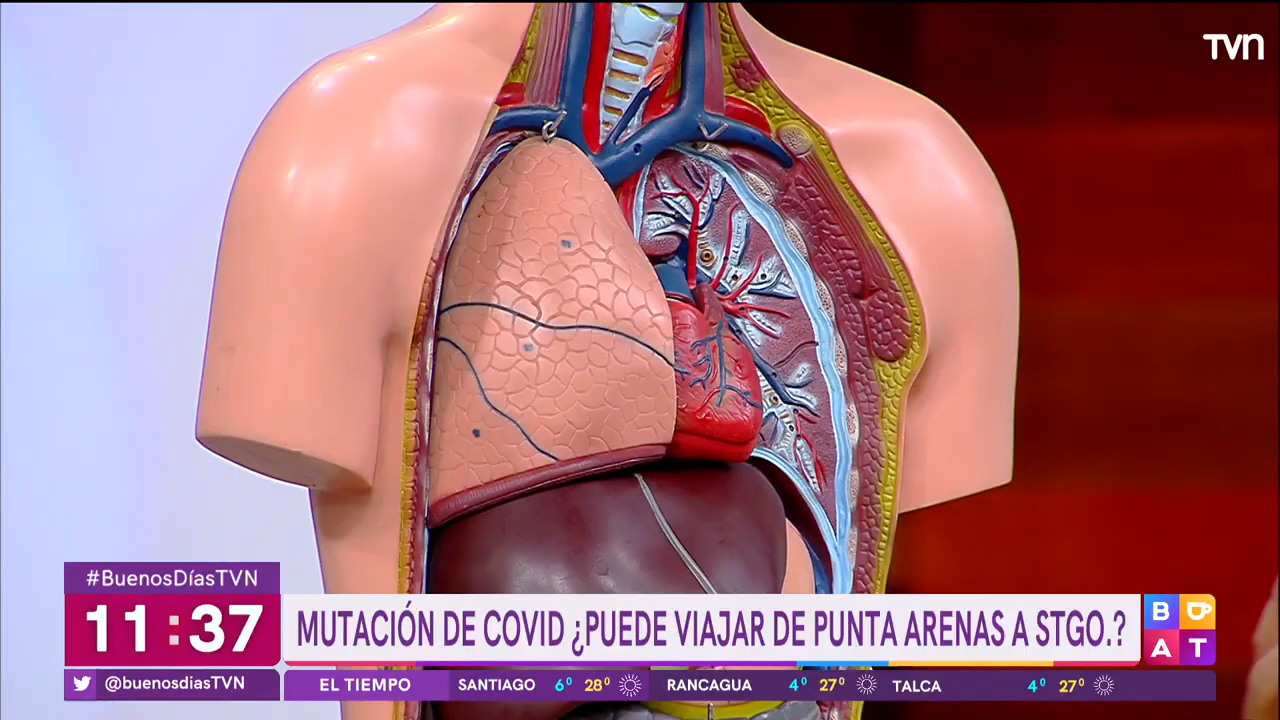 TVN
#BuenosDíasTVN
11:37
MUTACIÓN DE COVID ¿PUEDE VIAJAR DE PUNTA ARENAS A STGO.?
B D
A T
@buenosdiasTVN
EL TIEMPO SANTIAGO 6° 28° RANCAGUA 4° 27° TALCA 4° 27°